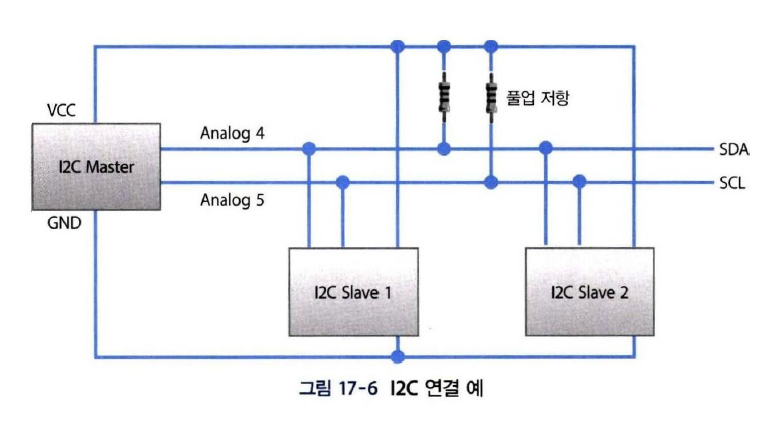 풀업 저항
VCC
Analog 4
SDA
I2C Master
SCL
Analog 5
GND
I2C Slave 1
I2C Slave 2
그림 17-6 I2C 연결 예